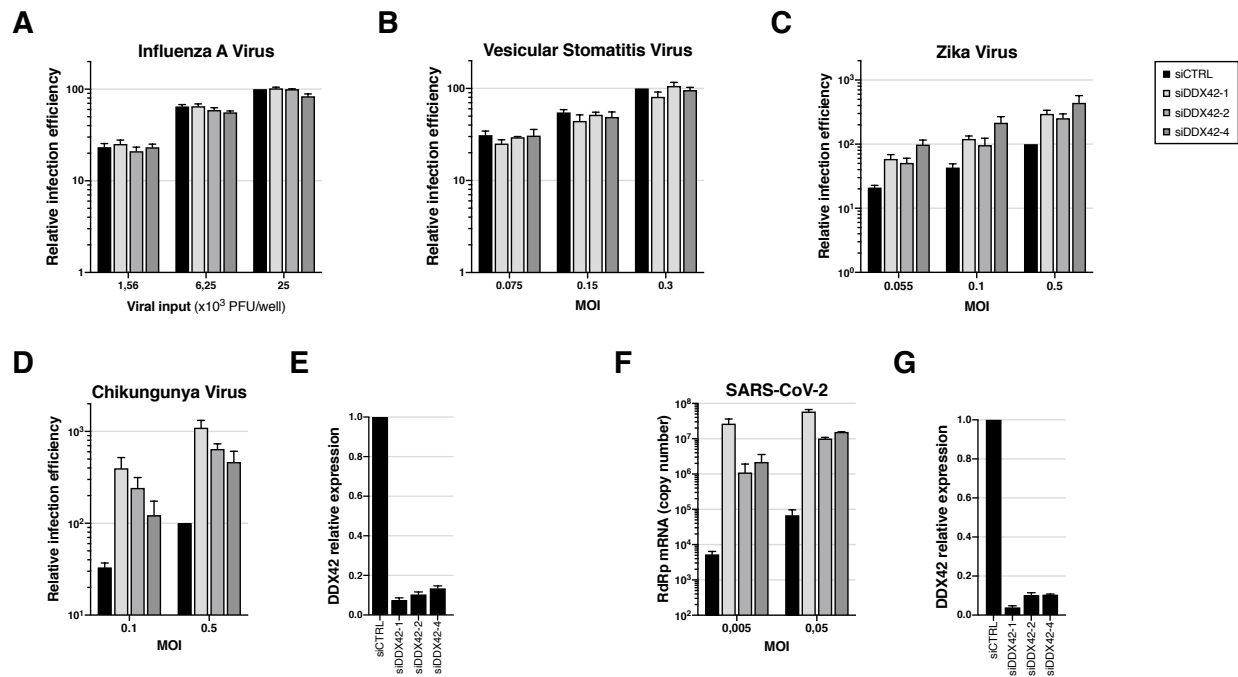 A
Influenza A Virus
Relative infection efficiency
100
10
1
1,56
6,25
25
Viral input (x10³ PFU/well)
B
Vesicular Stomatitis Virus
Relative infection efficiency
100
10
1
0.075
0.15
0.3
MOI
C
Zika Virus
Relative infection efficiency
10³
10²
10¹
10⁰
0.055
0.1
0.5
MOI
siCTRL
siDDX42-1
siDDX42-2
siDDX42-4
D
Chikungunya Virus
Relative infection efficiency
10³
10²
10¹
0.1
0.5
MOI
E
DDX42 relative expression
1.0
0.8
0.6
0.4
0.2
0.0
siCTRL
siDDX42-1
siDDX42-2
siDDX42-4
F
SARS-CoV-2
RdRp mRNA (copy number)
10⁸
10⁷
10⁶
10⁵
10⁴
10³
10²
0,005
0,05
MOI
G
DDX42 relative expression
1.0
0.8
0.6
0.4
0.2
0.0
siCTRL
siDDX42-1
siDDX42-2
siDDX42-4